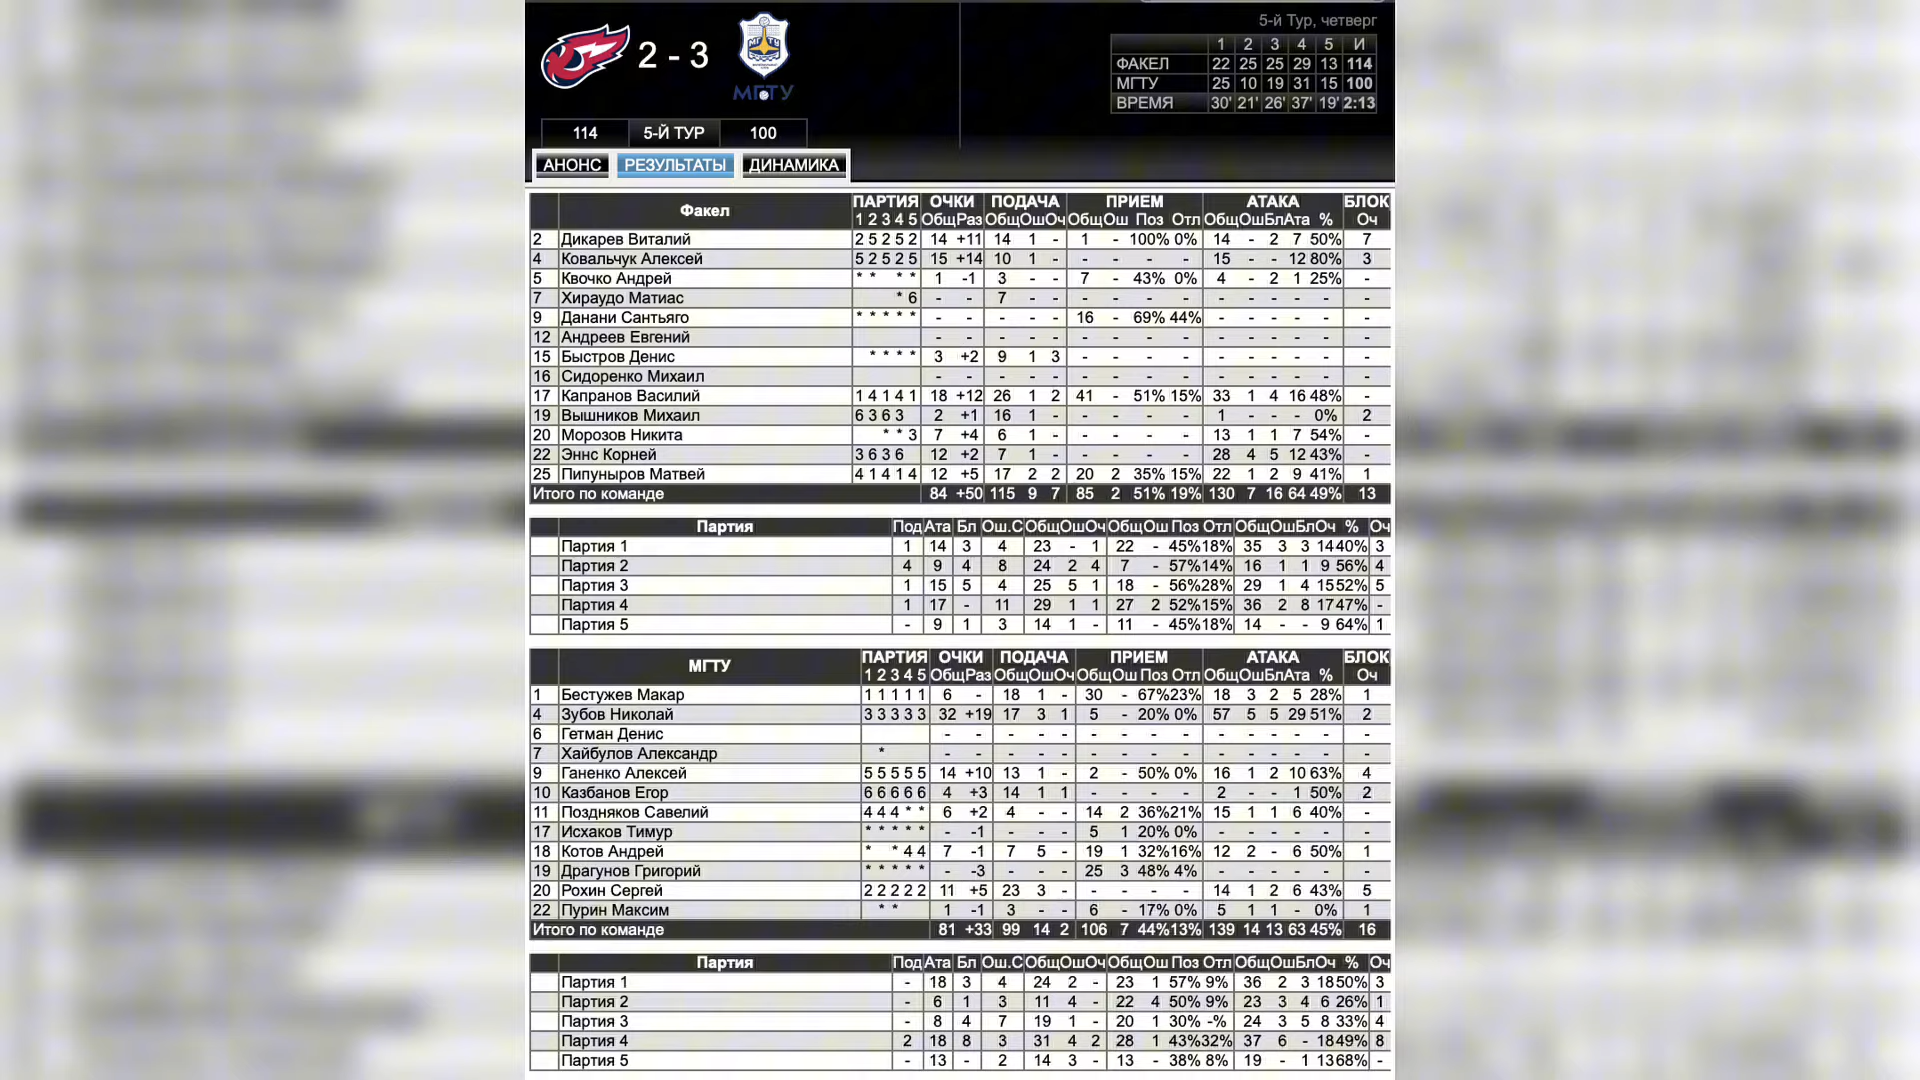 5-й Тур, четверг
2 - 3
МГТУ
МГТУ
1 2 3 4 5 И
ФАКЕЛ 22 25 25 29 13 114
МГТУ 25 10 19 31 15 100
ВРЕМЯ 30' 21' 26' 37' 19' 2:13
114 5-Й ТУР 100
АНОНС РЕЗУЛЬТАТЫ ДИНАМИКА
Факел ПАРТИЯ ОЧКИ ПОДАЧА ПРИЕМ АТАКА БЛОК
1 2 3 4 5 Общ Раз Общ Ош Оч Общ Ош Поз Отл Общ Ош Бл Ата % Оч
2 Дикарев Виталий 2 5 2 5 2 14 +11 14 1 - 1 - 100% 0% 14 - 2 7 50% 7
4 Ковальчук Алексей 5 2 5 2 5 15 +14 10 1 - - - - - 15 - - 12 80% 3
5 Квочко Андрей * * * * 1 -1 3 - - 7 - 43% 0% 4 - 2 1 25% -
7 Хираудо Матиас * 6 - - 7 - - - - - - - - - - - -
9 Данани Сантьяго * * * * * - - - - - 16 - 69% 44% - - - - - -
12 Андреев Евгений - - - - - - - - - - - - - - -
15 Быстров Денис * * * * 3 +2 9 1 3 - - - - - - - - - -
16 Сидоренко Михаил - - - - - - - - - - - - - - -
17 Капранов Василий 1 4 1 4 1 18 +12 26 1 2 41 - 51% 15% 33 1 4 16 48% -
19 Вышников Михаил 6 3 6 3 2 +1 16 1 - - - - - 1 - - - 0% 2
20 Морозов Никита * * 3 7 +4 6 1 - - - - - 13 1 1 7 54% -
22 Эннс Корней 3 6 3 6 12 +2 7 1 - - - - - 28 4 5 12 43% -
25 Пипуныров Матвей 4 1 4 1 4 12 +5 17 2 2 20 2 35% 15% 22 1 2 9 41% 1
Итого по команде 84 +50 115 9 7 85 2 51% 19% 130 7 16 64 49% 13
Партия Под Ата Бл Ош.С Общ Ош Оч Общ Ош Поз Отл Общ Ош Бл Оч % Оч
Партия 1 1 14 3 4 23 - 1 22 - 45% 18% 35 3 3 14 40% 3
Партия 2 4 9 4 8 24 2 4 7 - 57% 14% 16 1 1 9 56% 4
Партия 3 1 15 5 4 25 5 1 18 - 56% 28% 29 1 4 15 52% 5
Партия 4 1 17 - 11 29 1 1 27 2 52% 15% 36 2 8 17 47% -
Партия 5 - 9 1 3 14 1 - 11 - 45% 18% 14 - - 9 64% 1
МГТУ ПАРТИЯ ОЧКИ ПОДАЧА ПРИЕМ АТАКА БЛОК
1 2 3 4 5 Общ Раз Общ Ош Оч Общ Ош Поз Отл Общ Ош Бл Ата % Оч
1 Бестужев Макар 1 1 1 1 1 6 - 18 1 - 30 - 67% 23% 18 3 2 5 28% 1
4 Зубов Николай 3 3 3 3 3 32 +19 17 3 1 5 - 20% 0% 57 5 5 29 51% 2
6 Гетман Денис - - - - - - - - - - - - - - -
7 Хайбулов Александр * - - - - - - - - - - - - - - -
9 Ганенко Алексей 5 5 5 5 5 14 +10 13 1 - 2 - 50% 0% 16 1 2 10 63% 4
10 Казбанов Егор 6 6 6 6 6 4 +3 14 1 1 - - - - 2 - - 1 50% 2
11 Поздняков Савелий 4 4 4 * * 6 +2 4 - - 14 2 36% 21% 15 1 1 6 40% -
17 Исхаков Тимур * * * * * - -1 - - - 5 1 20% 0% - - - - - -
18 Котов Андрей * * 4 4 7 -1 7 5 - 19 1 32% 16% 12 2 - 6 50% 1
19 Драгунов Григорий * * * * * - -3 - - - 25 3 48% 4% - - - - - -
20 Рохин Сергей 2 2 2 2 2 11 +5 23 3 - - - - - 14 1 2 6 43% 5
22 Пурин Максим * * 1 -1 3 - - 6 - 17% 0% 5 1 1 - 0% 1
Итого по команде 81 +33 99 14 2 106 7 44% 13% 139 14 13 63 45% 16
Партия Под Ата Бл Ош.С Общ Ош Оч Общ Ош Поз Отл Общ Ош Бл Оч % Оч
Партия 1 - 18 3 4 24 2 - 23 1 57% 9% 36 2 3 18 50% 3
Партия 2 - 6 1 3 11 4 - 22 4 50% 9% 23 3 4 6 26% 1
Партия 3 - 8 4 7 19 1 - 20 1 30% -% 24 3 5 8 33% 4
Партия 4 2 18 8 3 31 4 2 28 1 43% 32% 37 6 - 18 49% 8
Партия 5 - 13 - 2 14 3 - 13 - 38% 8% 19 - 1 13 68% -